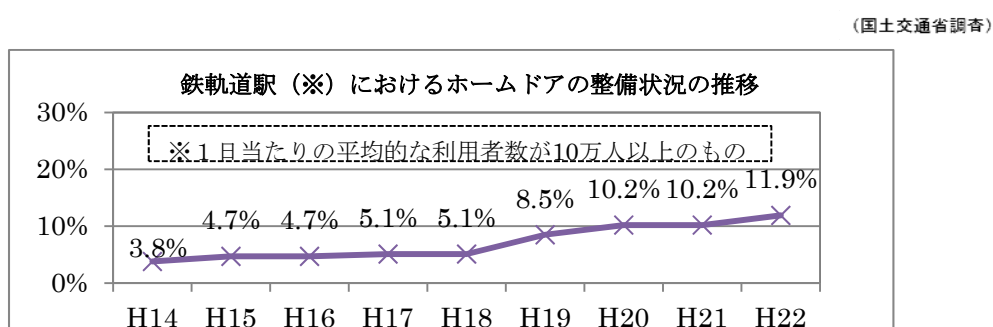 （国土交通省調査）
鉄軌道駅（※）におけるホームドアの整備状況の推移
30%
※１日当たりの平均的な利用者数が10万人以上のもの
20%
3.8% 4.7% 4.7% 5.1% 5.1% 8.5% 10.2% 10.2% 11.9%
10%
0%
H14 H15 H16 H17 H18 H19 H20 H21 H22